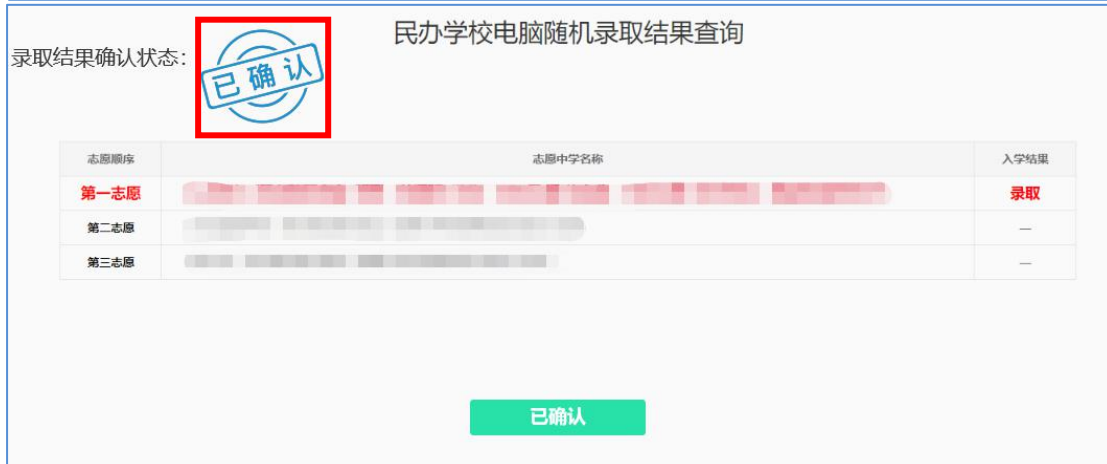 民办学校电脑随机录取结果查询
录取结果确认状态：
已确认
志愿顺序 志愿中学名称 入学结果
第一志愿 录取
第二志愿 —
第三志愿 —
已确认